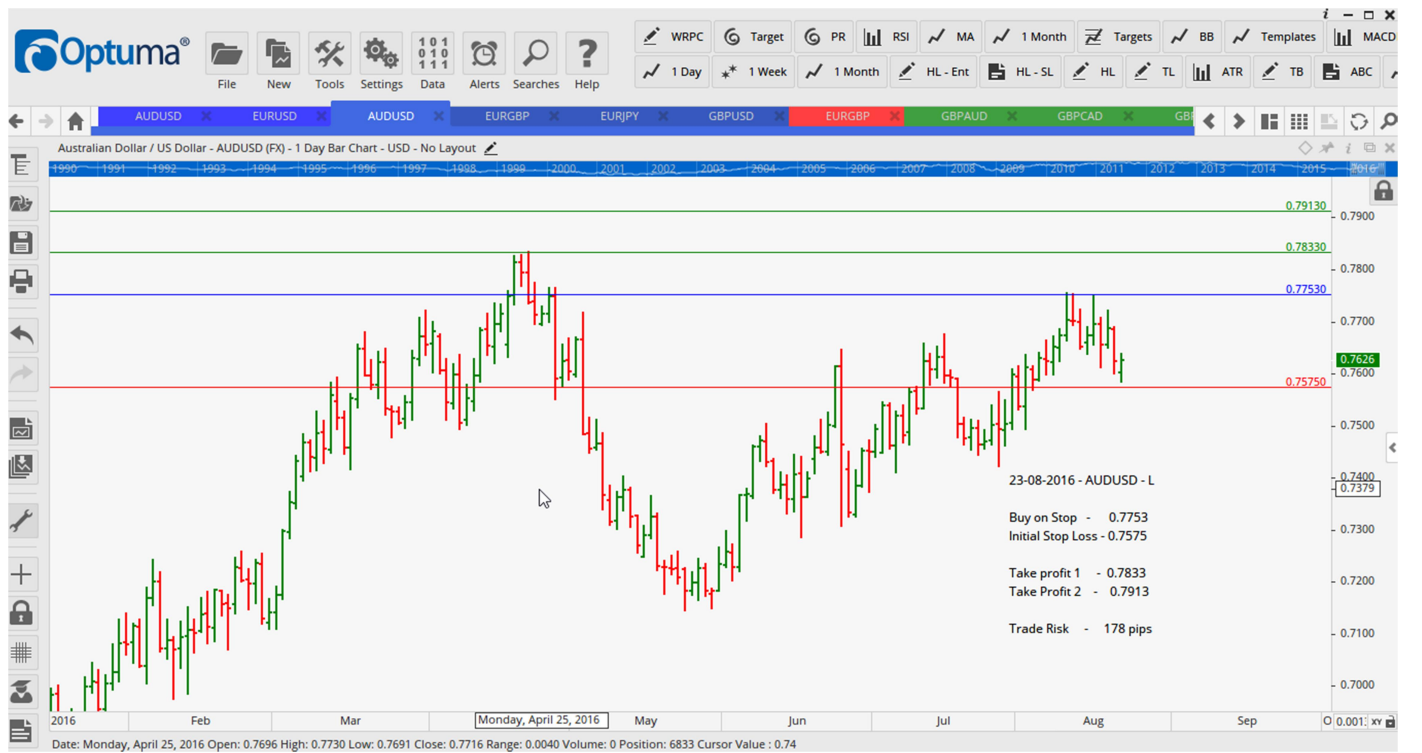 i
Optuma®
File New Tools Settings Data Alerts Searches Help
101
010
111
WRPC Target PR RSI MA 1 Month Targets BB Templates MACD
1 Day 1 Week 1 Month HL - Ent HL - SL HL TL ATR TB ABC
AUDUSD EURUSD AUDUSD EURGBP EURJPY GBPUSD EURGBP GBPAUD GBPCAD
Australian Dollar / US Dollar - AUDUSD (FX) - 1 Day Bar Chart - USD - No Layout
1990 1991 1992 1993 1994 1995 1996 1997 1998 1999 2000 2001 2002 2003 2004 2005 2006 2007 2008 2009 2010 2011 2012 2013 2014 2015 2016
0.79130
0.7900
0.78330
0.7800
0.77530
0.7700
0.7626
0.7600
0.75750
0.7500
0.7400
0.7379
0.7300
0.7200
0.7100
0.7000
23-08-2016 - AUDUSD - L
Buy on Stop - 0.7753
Initial Stop Loss - 0.7575
Take profit 1 - 0.7833
Take Profit 2 - 0.7913
Trade Risk - 178 pips
2016 Feb Mar Monday, April 25, 2016 May Jun Jul Aug Sep O 0.001 XY
Date: Monday, April 25, 2016 Open: 0.7696 High: 0.7730 Low: 0.7691 Close: 0.7716 Range: 0.0040 Volume: 0 Position: 6833 Cursor Value : 0.74